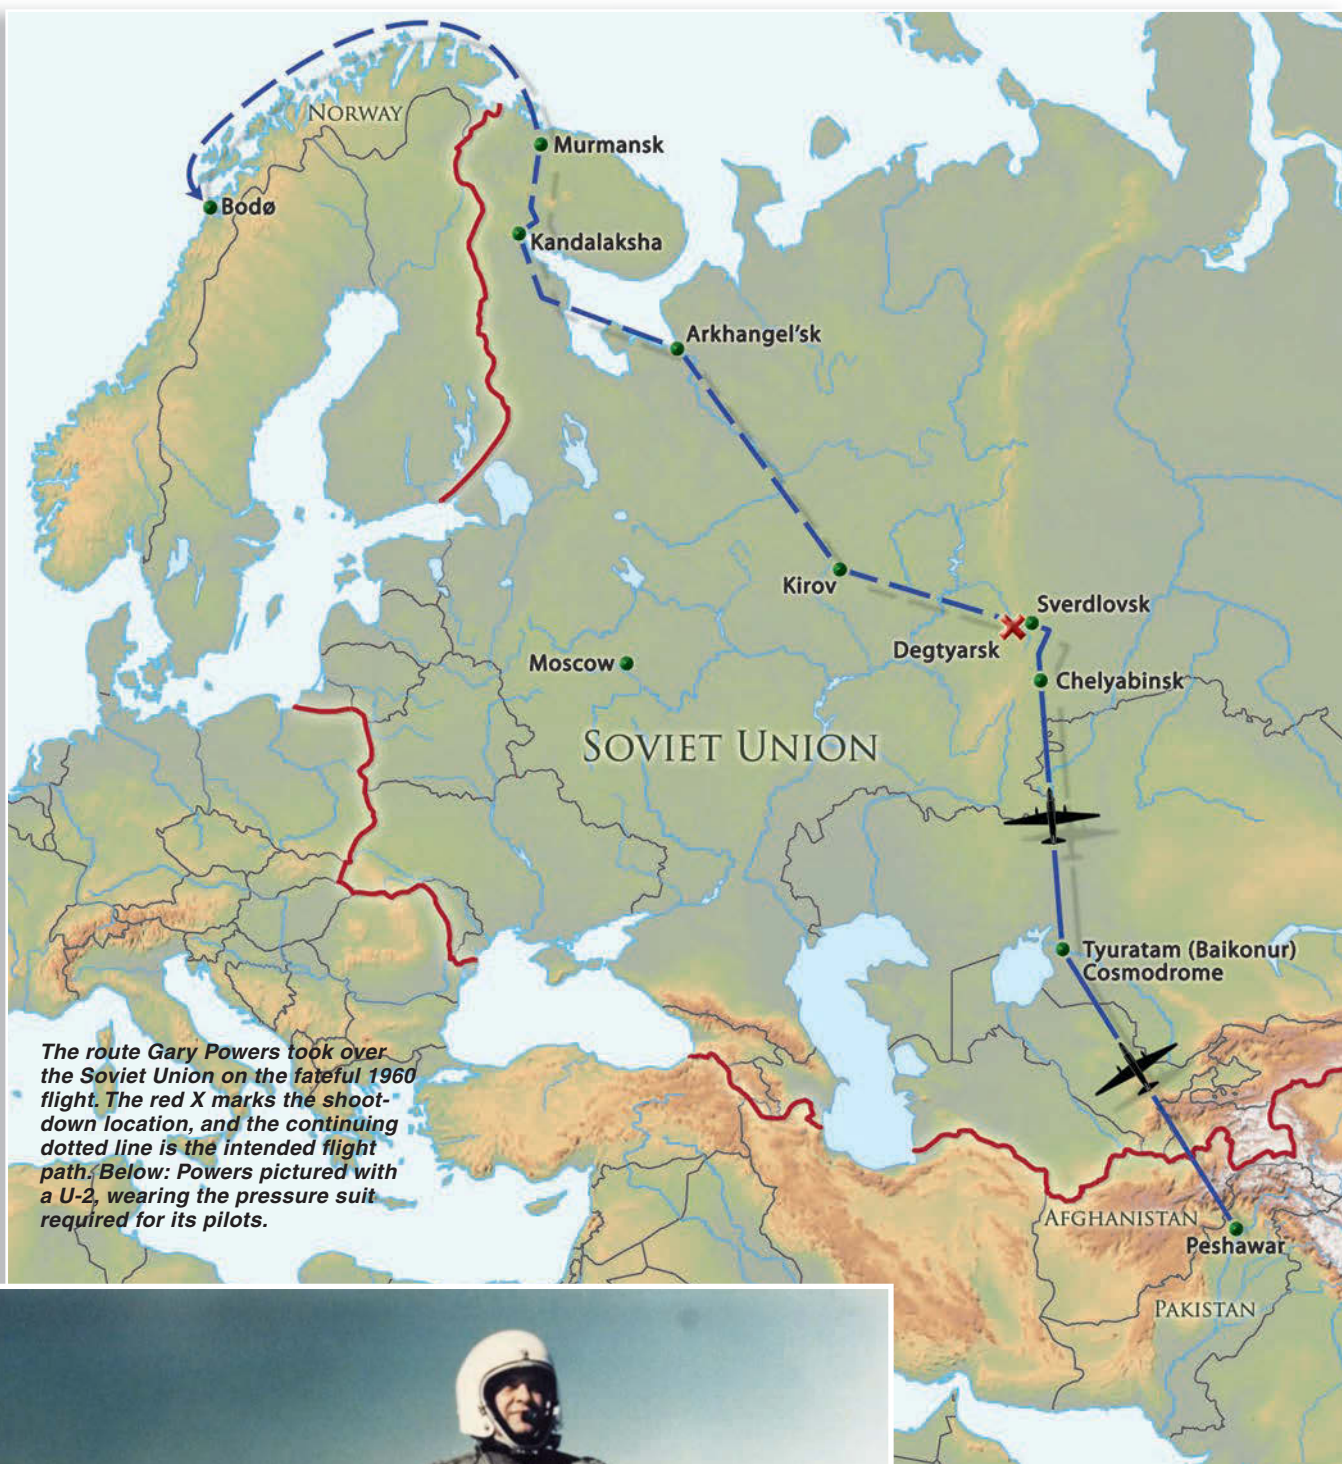 NORWAY
Murmansk
Bodø
Kandalaksha
Arkhangel’sk
Kirov
Sverdlovsk
Degtyarsk
Moscow
Chelyabinsk
SOVIET UNION
Tyuratam (Baikonur)
Cosmodrome
The route Gary Powers took over
the Soviet Union on the fateful 1960
flight. The red X marks the shoot-
down location, and the continuing
dotted line is the intended flight
path. Below: Powers pictured with
a U-2, wearing the pressure suit
required for its pilots.
AFGHANISTAN
Peshawar
PAKISTAN